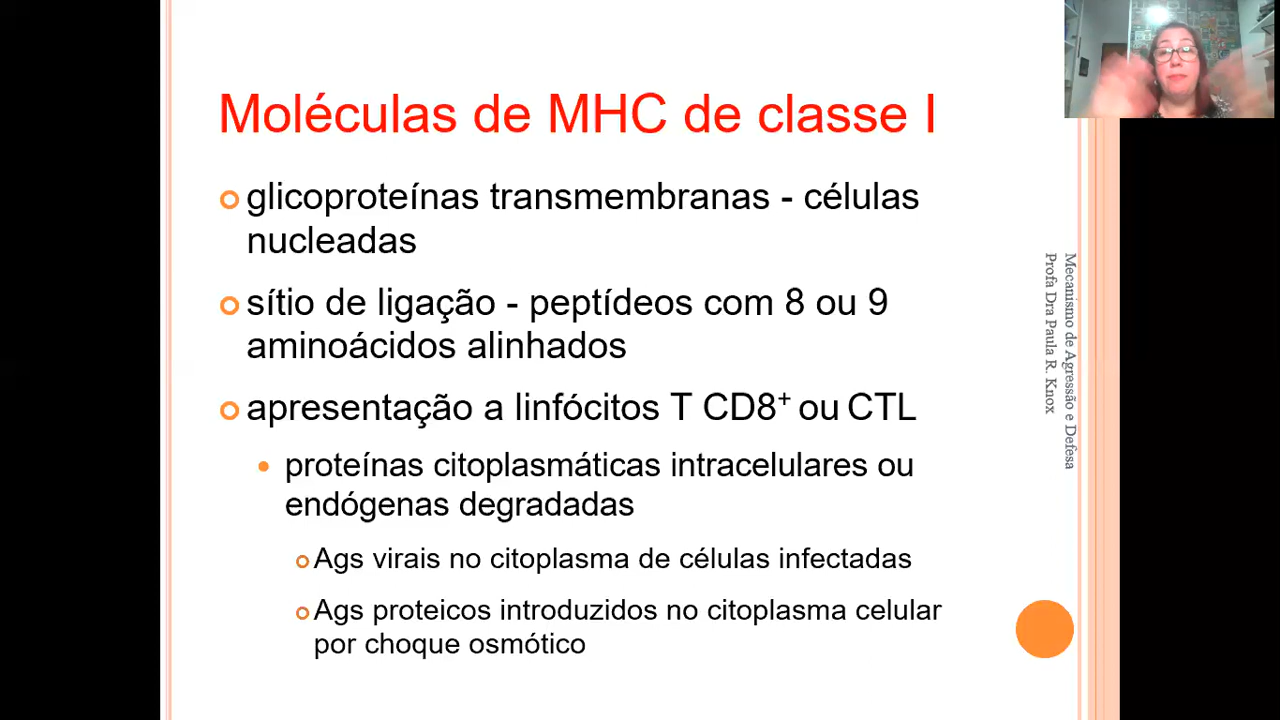 Moléculas de MHC de classe I
glicoproteínas transmembranas - células
nucleadas
sítio de ligação - peptídeos com 8 ou 9
aminoácidos alinhados
apresentação a linfócitos T CD8⁺ ou CTL
proteínas citoplasmáticas intracelulares ou
endógenas degradadas
Ags virais no citoplasma de células infectadas
Ags proteicos introduzidos no citoplasma celular
por choque osmótico
Mecanismo de Agressão e Defesa
Profa Dra Paula R. Knox